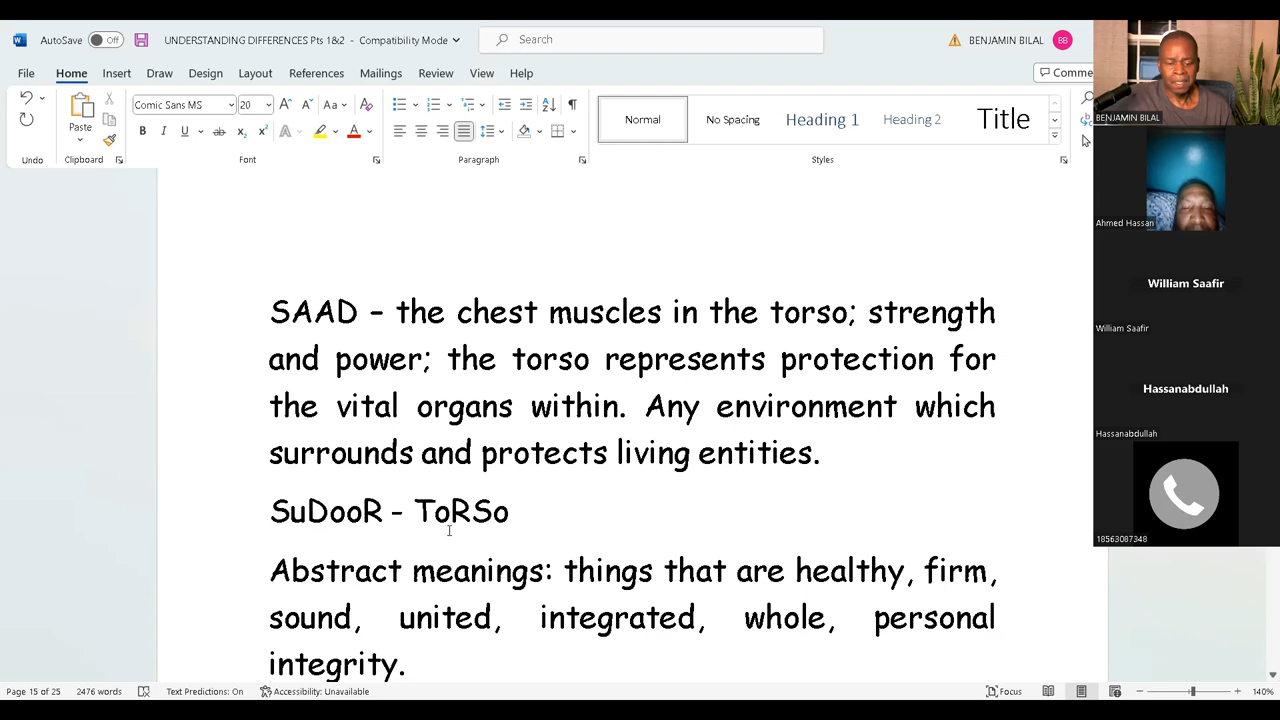 AutoSave Off UNDERSTANDING DIFFERENCES Pts 1&2 - Compatibility Mode Search BENJAMIN BILAL BB
File Home Insert Draw Design Layout References Mailings Review View Help Comme
Comic Sans MS 20 A A Aa A
Paste B I U ab x₂ x² A A
Normal No Spacing Heading 1 Heading 2 Title
Undo Clipboard Font Paragraph Styles
SAAD – the chest muscles in the torso; strength
and power; the torso represents protection for
the vital organs within. Any environment which
surrounds and protects living entities.
SuDooR - ToRSo
Abstract meanings: things that are healthy, firm,
sound, united, integrated, whole, personal
integrity.
BENJAMIN BILAL
Ahmed Hassan
William Saafir
William Saafir
Hassanabdullah
Hassanabdullah
18563087348
Page 15 of 25 2476 words Text Predictions: On Accessibility: Unavailable Focus 140%